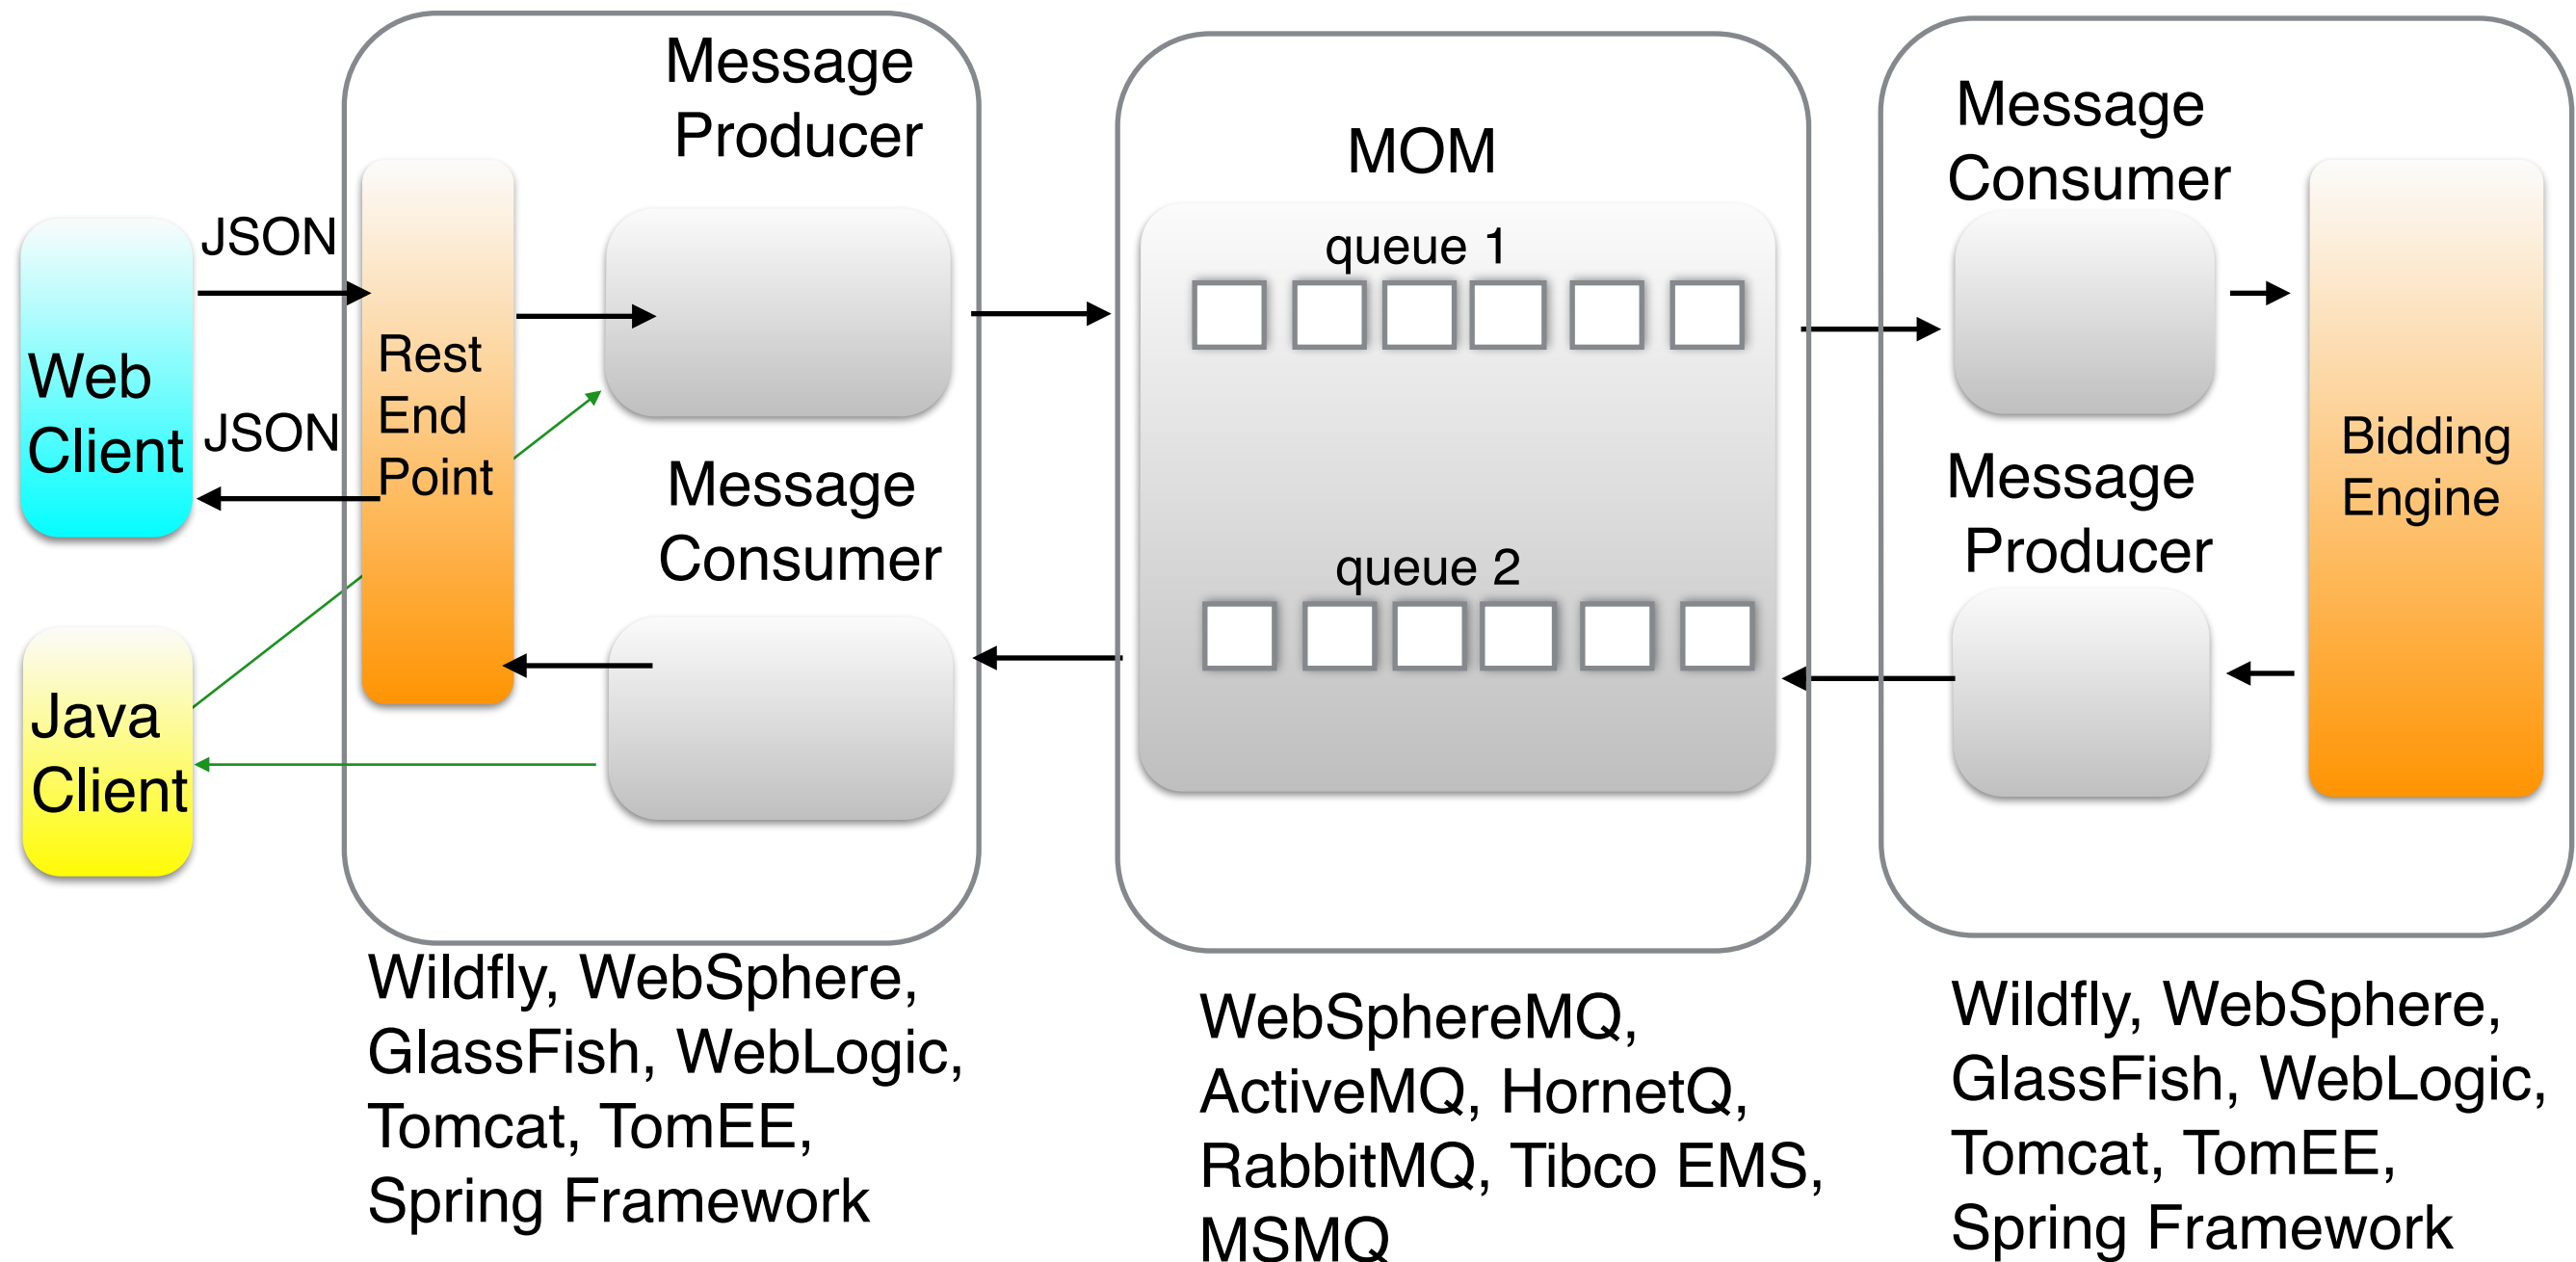 Message
Producer
JSON
Web
Client
JSON
Rest
End
Point
Message
Consumer
Java
Client
MOM
queue 1
queue 2
Message
Consumer
Message
Producer
Bidding
Engine
Wildfly, WebSphere,
GlassFish, WebLogic,
Tomcat, TomEE,
Spring Framework
WebSphereMQ,
ActiveMQ, HornetQ,
RabbitMQ, Tibco EMS,
MSMQ
Wildfly, WebSphere,
GlassFish, WebLogic,
Tomcat, TomEE,
Spring Framework